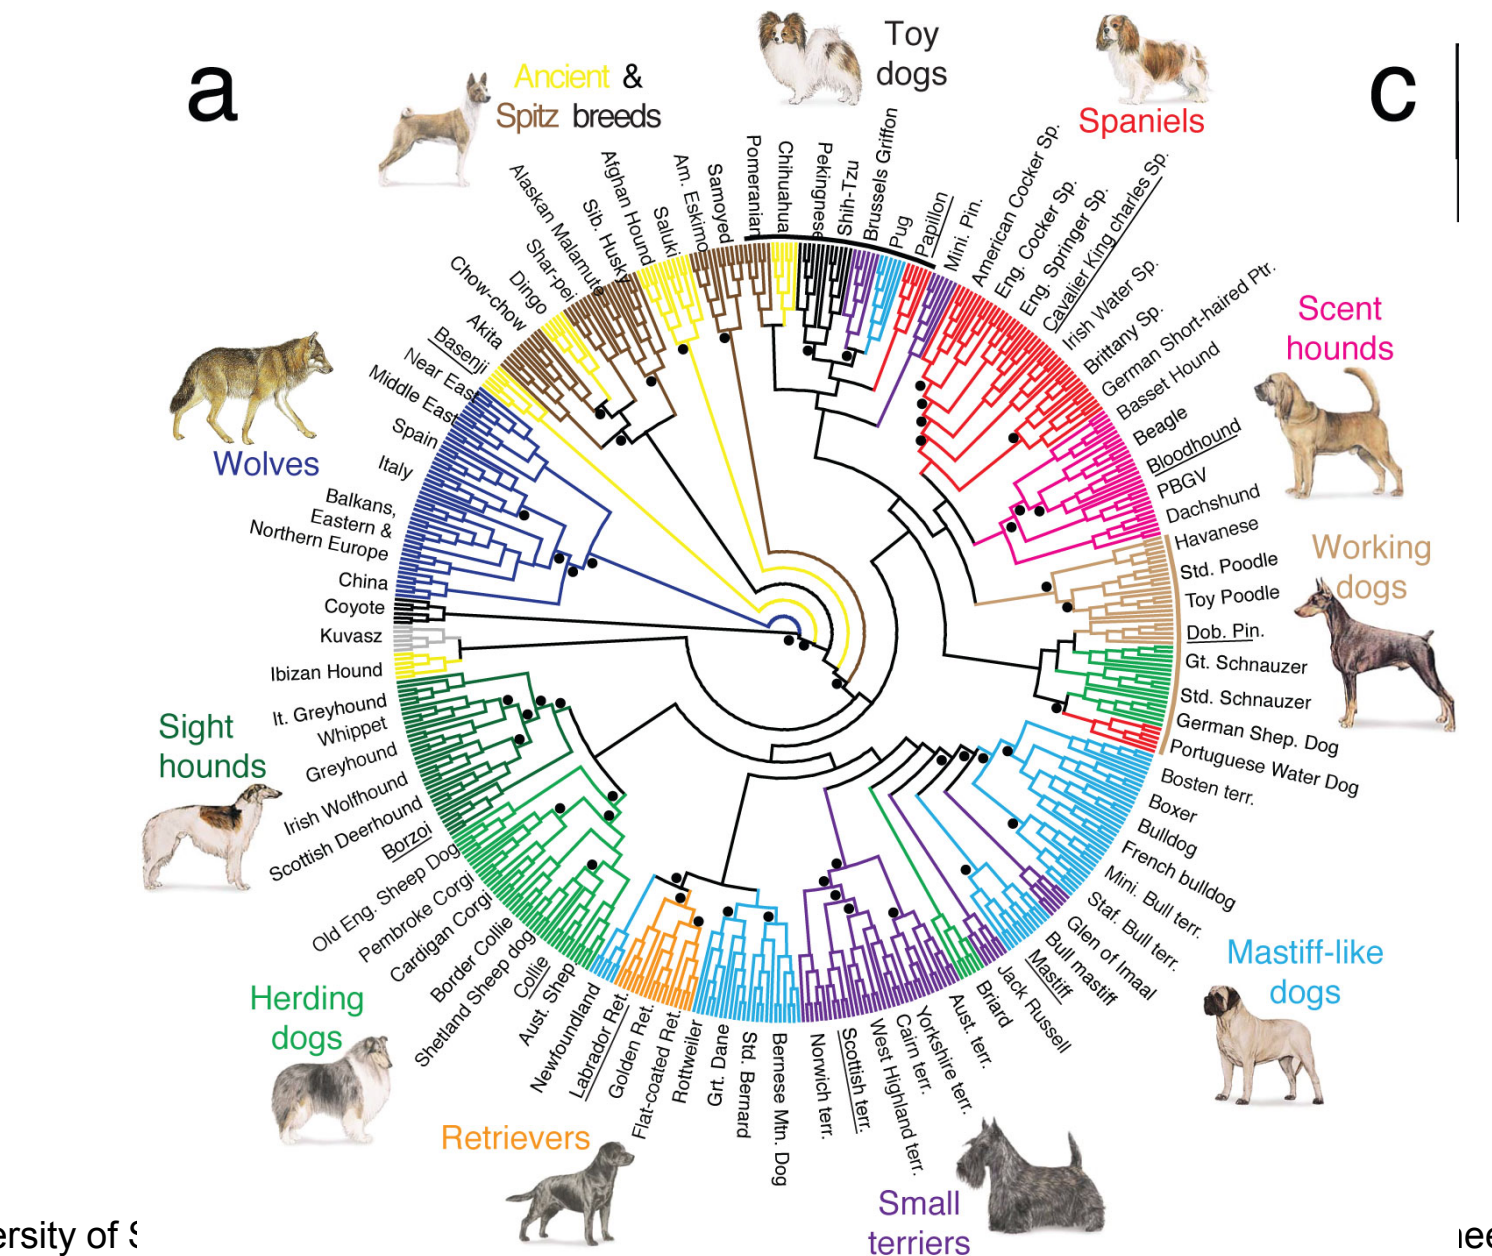 a
c
Ancient &
Spitz breeds
Toy
dogs
Spaniels
Scent
hounds
Working
dogs
Mastiff-like
dogs
Small
terriers
Retrievers
Herding
dogs
Sight
hounds
Wolves
Basenji
Akita
Chow-chow
Dingo
Shar-pei
Alaskan Malamute
Sib. Husky
Afghan Hound
Saluki
Am. Eskimo
Samoyed
Pomeranian
Chihuahua
Pekingnese
Shih-Tzu
Brussels Griffon
Pug
Papillon
Mini. Pin.
American Cocker Sp.
Eng. Cocker Sp.
Eng. Springer Sp.
Cavalier King charles Sp.
Irish Water Sp.
Brittany Sp.
German Short-haired Ptr.
Basset Hound
Beagle
Bloodhound
PBGV
Dachshund
Havanese
Std. Poodle
Toy Poodle
Dob. Pin.
Gt. Schnauzer
Std. Schnauzer
German Shep. Dog
Portuguese Water Dog
Bosten terr.
Boxer
Bulldog
French bulldog
Mini. Bull terr.
Staf. Bull terr.
Glen of Imaal
Bull mastiff
Mastiff
Jack Russell
Briard
Aust. terr.
Yorkshire terr.
Cairn terr.
West Highland terr.
Scottish terr.
Norwich terr.
Bernese Mtn. Dog
Std. Bernard
Grt. Dane
Rottweiler
Flat-coated Ret.
Golden Ret.
Labrador Ret.
Newfoundland
Aust. Shep.
Collie
Shetland Sheep dog
Border Collie
Cardigan Corgi
Pembroke Corgi
Old Eng. Sheep Dog
Borzoi
Scottish Deerhound
Irish Wolfhound
Greyhound
Whippet
It. Greyhound
Ibizan Hound
Kuvasz
Coyote
China
Balkans,
Eastern &
Northern Europe
Italy
Spain
Middle East
Near East
ersity of